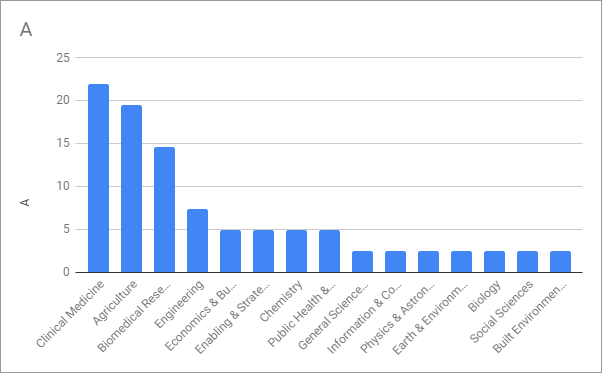 A
25
20
15
10
5
0
A
Clinical Medicine
Agriculture
Biomedical Rese...
Engineering
Economics & Bu...
Enabling & Strate...
Chemistry
Public Health &...
General Science...
Information & Co...
Physics & Astron...
Earth & Environm...
Biology
Social Sciences
Built Environmen...